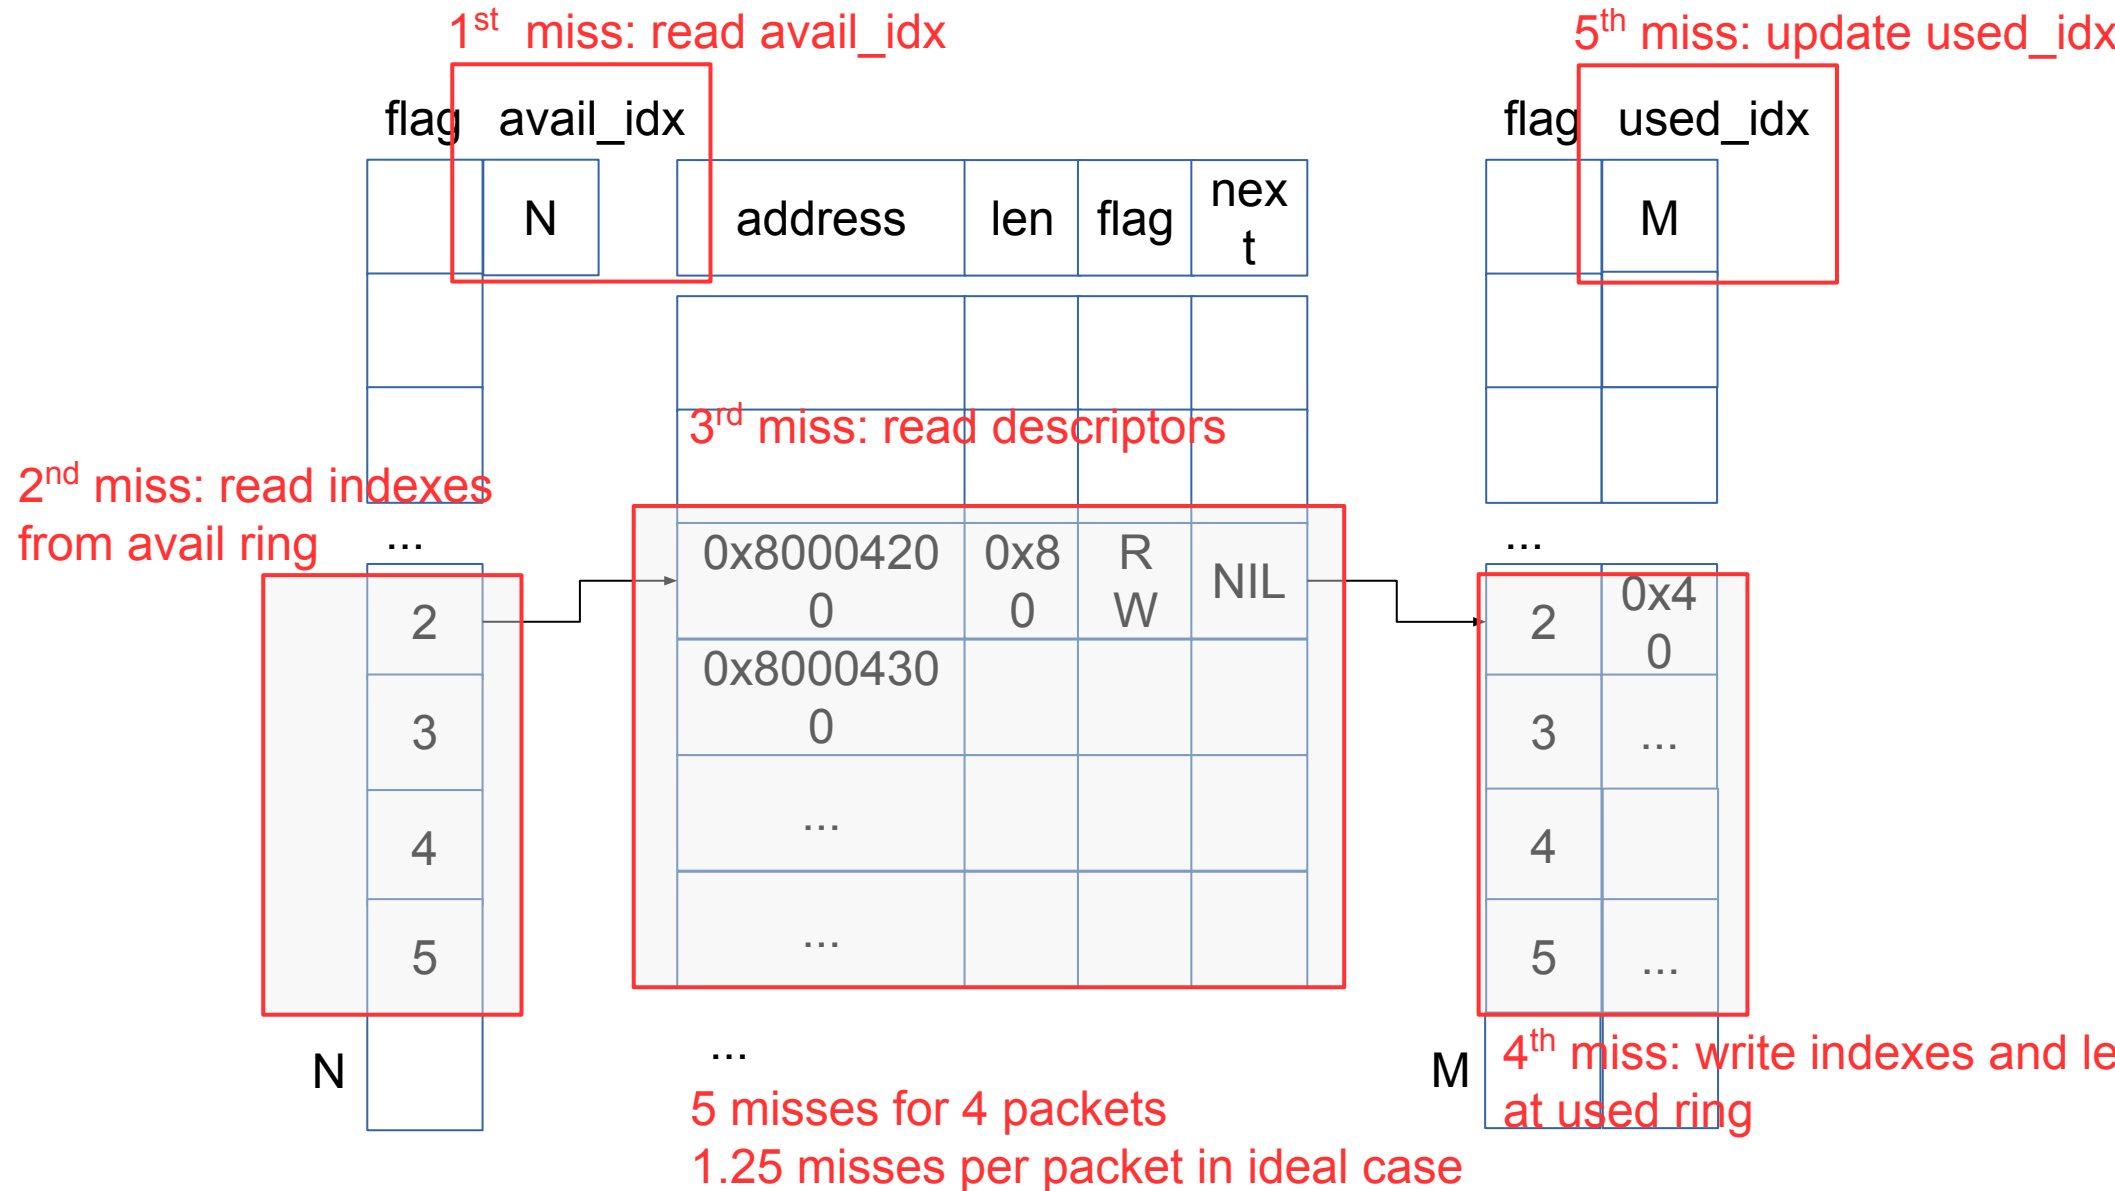 1st miss: read avail_idx
5th miss: update used_idx
flag avail_idx
flag used_idx
N
address len flag nex
t
M
3rd miss: read descriptors
2nd miss: read indexes
from avail ring
...
...
2
0x8000420
0
0x8
0
R
W
NIL
2
0x4
0
3
0x8000430
0
3
...
4
...
4
5
...
5
...
N
...
M
4th miss: write indexes and le
at used ring
5 misses for 4 packets
1.25 misses per packet in ideal case